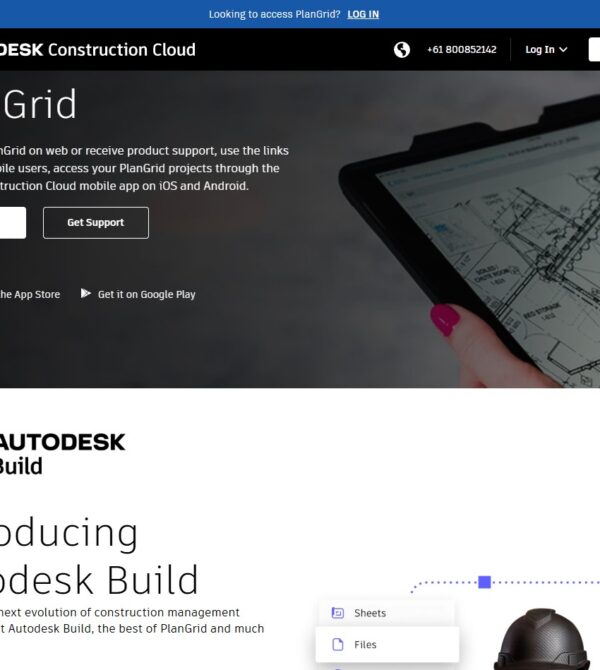 Looking to access PlanGrid? LOG IN
DESK Construction Cloud
+61 800852142
Log In
Grid
nGrid on web or receive product support, use the links
ile users, access your PlanGrid projects through the
struction Cloud mobile app on iOS and Android.
Get Support
he App Store
Get it on Google Play
BED STORAGE
AUTODESK
Build
oducing
odesk Build
next evolution of construction management
t Autodesk Build, the best of PlanGrid and much
Sheets
Files